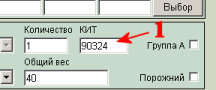 Выбор
Количество КИТ 1
1 90324 Группа A
Общий вес
40 Порожний